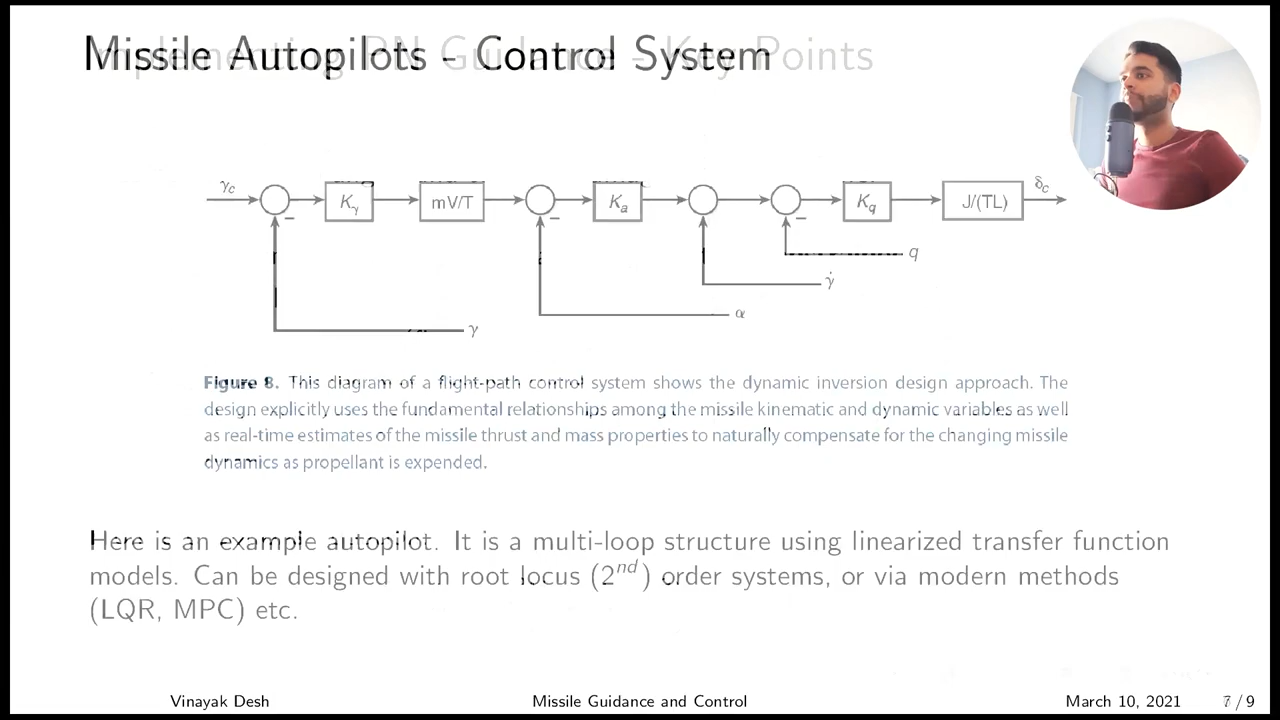 Missile Autopilots - Control System
Implementing PN Guidance - Key Points
γc
Kγ
mV/T
Ka
Kq
J/(TL)
δc
q
γ̇
α
γ
Figure 8. This diagram of a flight-path control system shows the dynamic inversion design approach. The
design explicitly uses the fundamental relationships among the missile kinematic and dynamic variables as well
as real-time estimates of the missile thrust and mass properties to naturally compensate for the changing missile
dynamics as propellant is expended.
Here is an example autopilot. It is a multi-loop structure using linearized transfer function
models. Can be designed with root locus (2nd) order systems, or via modern methods
(LQR, MPC) etc.
Vinayak Desh
Missile Guidance and Control
March 10, 2021
7 / 9